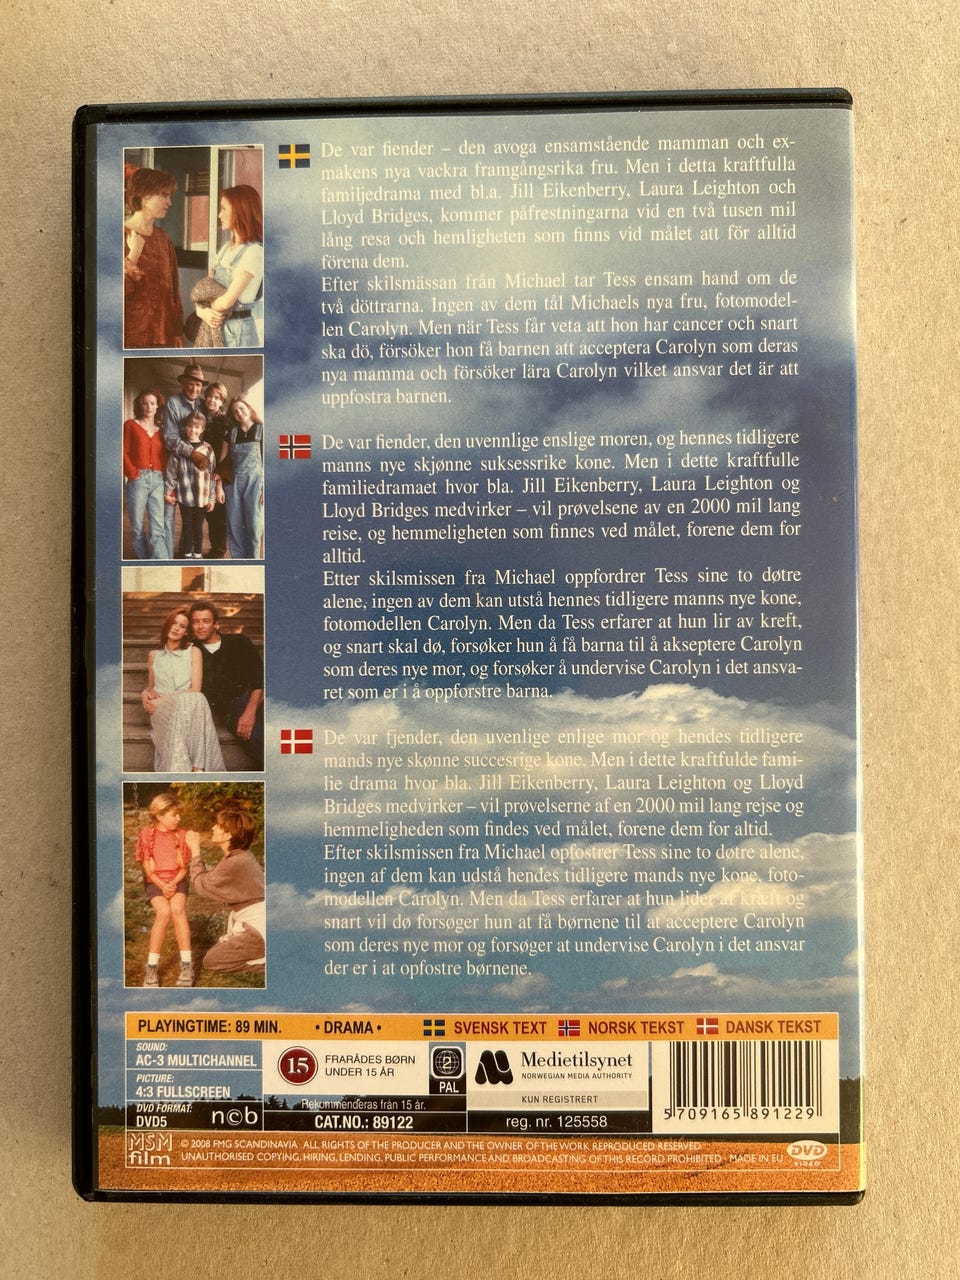 De var fiender – den avoga ensamstående mamman och ex-
makens nya vackra framgångsrika fru. Men i detta kraftfulla
familjedrama med bl.a. Jill Eikenberry, Laura Leighton och
Lloyd Bridges, kommer påfrestningarna vid en två tusen mil
lång resa och hemligheten som finns vid målet att för alltid
förena dem.
Efter skilsmässan från Michael tar Tess ensam hand om de
två döttrarna. Ingen av dem tål Michaels nya fru, fotomodel-
len Carolyn. Men när Tess får veta att hon har cancer och snart
ska dö, försöker hon få barnen att acceptera Carolyn som deras
nya mamma och försöker lära Carolyn vilket ansvar det är att
uppfostra barnen.
De var fiender, den uvennlige enslige moren, og hennes tidligere
manns nye skjønne suksessrike kone. Men i dette kraftfulle
familiedramaet hvor bla. Jill Eikenberry, Laura Leighton og
Lloyd Bridges medvirker – vil prøvelsene av en 2000 mil lang
reise, og hemmeligheten som finnes ved målet, forene dem for
alltid.
Etter skilsmissen fra Michael oppfordrer Tess sine to døtre
alene, ingen av dem kan utstå hennes tidligere manns nye kone,
fotomodellen Carolyn. Men da Tess erfarer at hun lir av kreft,
og snart skal dø, forsøker hun å få barna til å akseptere Carolyn
som deres nye mor, og forsøker å undervise Carolyn i det ansva-
ret som er i å oppforstre barna.
De var fjender, den uvenlige enlige mor og hendes tidligere
mands nye skønne succesrige kone. Men i dette kraftfulde fami-
lie drama hvor bla. Jill Eikenberry, Laura Leighton og Lloyd
Bridges medvirker – vil prøvelserne af en 2000 mil lang rejse og
hemmeligheden som findes ved målet, forene dem for altid.
Efter skilsmissen fra Michael opfostrer Tess sine to døtre alene,
ingen af dem kan udstå hendes tidligere mands nye kone, foto-
modellen Carolyn. Men da Tess erfarer at hun lider af kræft og
snart vil dø forsøger hun at få børnene til at acceptere Carolyn
som deres nye mor og forsøger at undervise Carolyn i det ansvar
der er i at opfostre børnene.
PLAYINGTIME: 89 MIN. • DRAMA • SVENSK TEXT NORSK TEKST DANSK TEKST
SOUND:
AC-3 MULTICHANNEL
PICTURE:
4:3 FULLSCREEN
DVD FORMAT:
DVD5
ncb
15
FRARÅDES BØRN
UNDER 15 ÅR
2
PAL
Rekommenderas från 15 år.
CAT.NO.: 89122
Medietilsynet
NORWEGIAN MEDIA AUTHORITY
KUN REGISTRERT
reg. nr. 125558
5 709165 891229
MSM
film
© 2008 FMG SCANDINAVIA. ALL RIGHTS OF THE PRODUCER AND THE OWNER OF THE WORK REPRODUCED RESERVED.
UNAUTHORISED COPYING, HIRING, LENDING, PUBLIC PERFORMANCE AND BROADCASTING OF THIS RECORD PROHIBITED • MADE IN EU
DVD
VIDEO